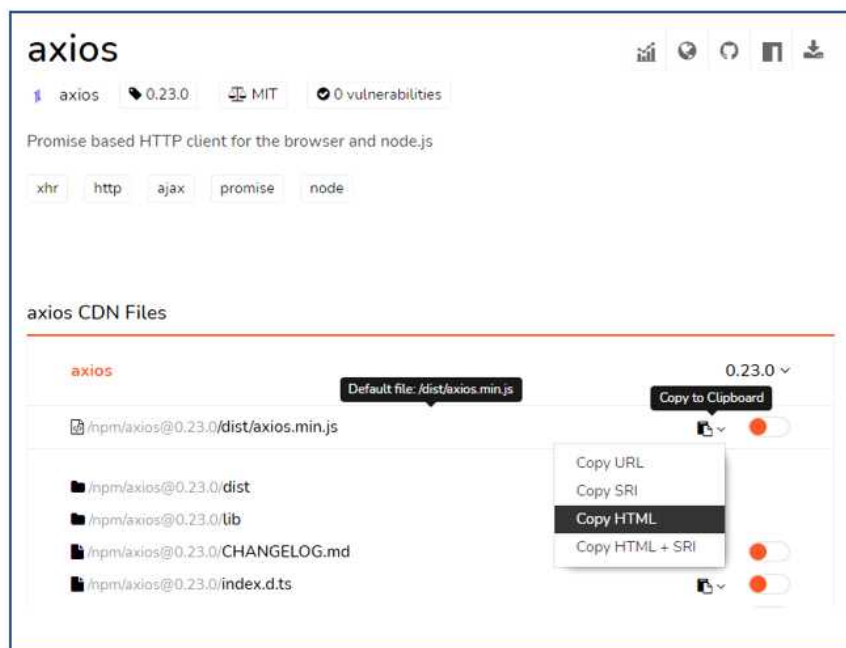 axios
axios 0.23.0 MIT 0 vulnerabilities
Promise based HTTP client for the browser and node.js
xhr http ajax promise node
axios CDN Files
axios 0.23.0
Default file: /dist/axios.min.js
Copy to Clipboard
/npm/axios@0.23.0/dist/axios.min.js
Copy URL
Copy SRI
Copy HTML
Copy HTML + SRI
/npm/axios@0.23.0/dist
/npm/axios@0.23.0/lib
/npm/axios@0.23.0/CHANGELOG.md
/npm/axios@0.23.0/index.d.ts